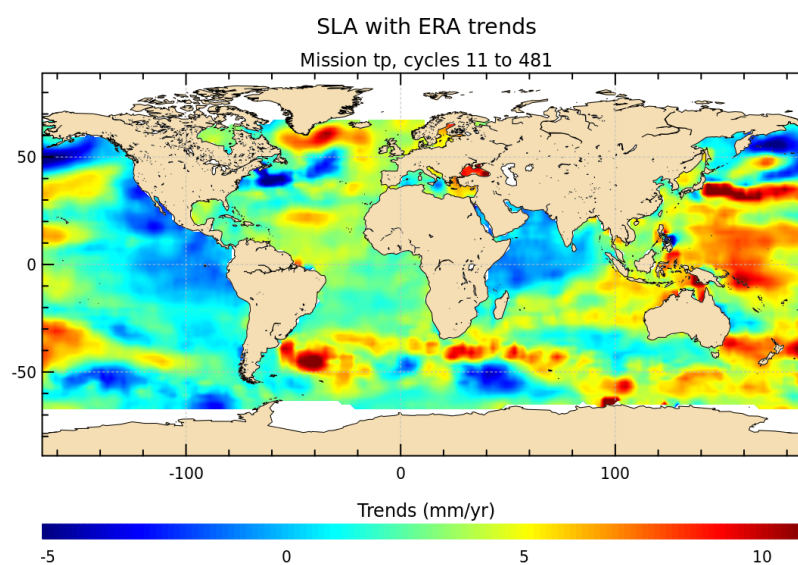 SLA with ERA trends
Mission tp, cycles 11 to 481
50
0
-50
-100 0 100
Trends (mm/yr)
-5 0 5 10